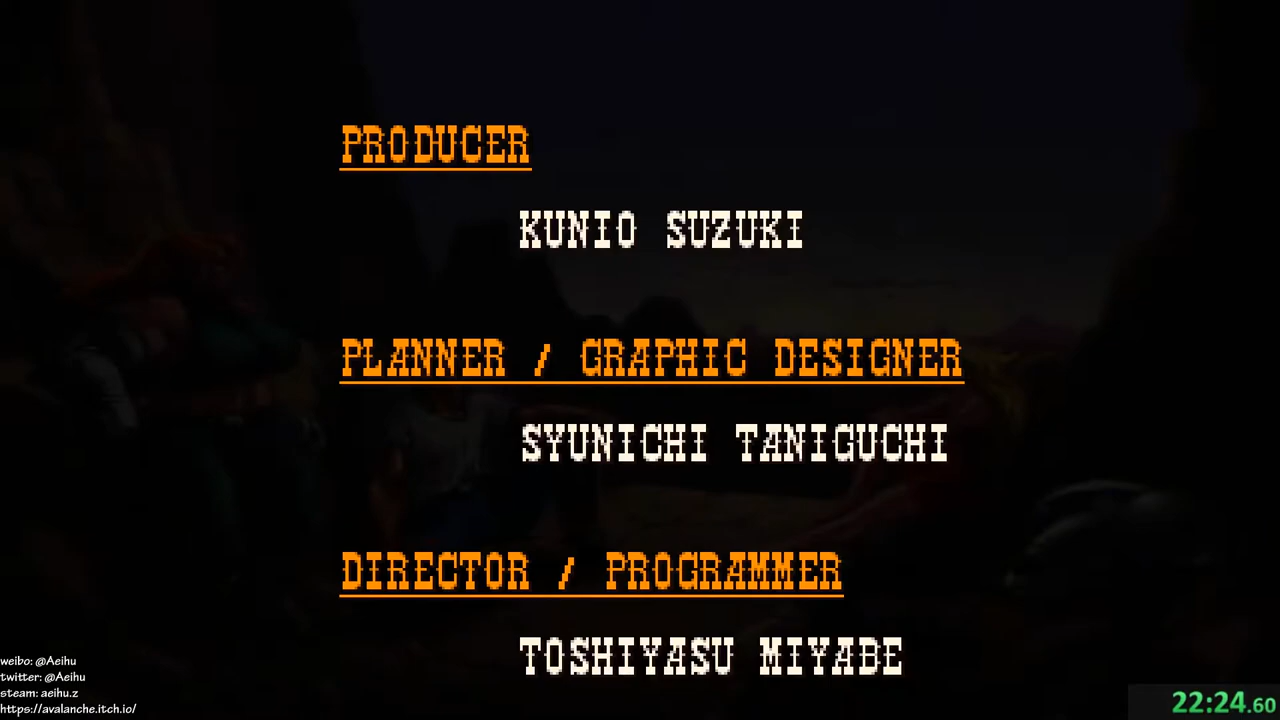 PRODUCER
KUNIO SUZUKI
PLANNER / GRAPHIC DESIGNER
SYUNICHI TANIGUCHI
DIRECTOR / PROGRAMMER
TOSHIYASU MIYABE
weibo: @Aeihu
twitter: @Aeihu
steam: aeihu.z
https://avalanche.itch.io/
22:24.60